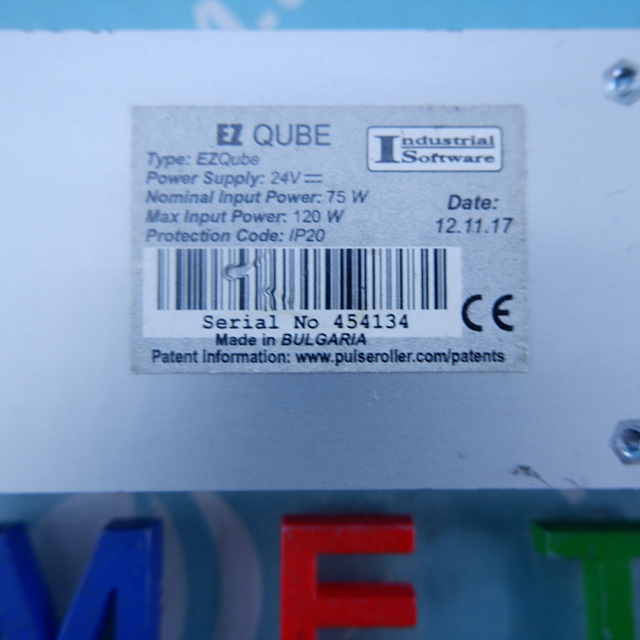 EZ QUBE
Industrial
Software
Type: EZQube
Power Supply: 24V
Nominal Input Power: 75 W
Max Input Power: 120 W
Protection Code: IP20
Date:
12.11.17
Serial No 454134
CE
Made in BULGARIA
Patent Information: www.pulseroller.com/patents
M E T